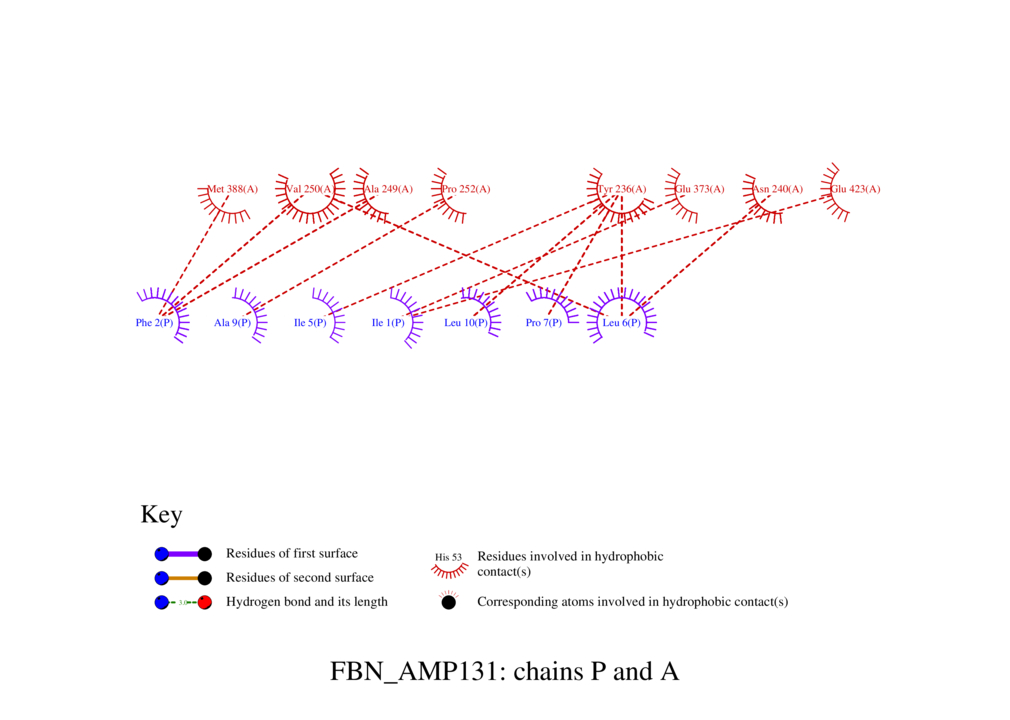 Met 388(A) Val 250(A) Ala 249(A) Pro 252(A) Tyr 236(A) Glu 373(A) Asn 240(A) Glu 423(A)
Phe 2(P) Ala 9(P) Ile 5(P) Ile 1(P) Leu 10(P) Pro 7(P) Leu 6(P)
Key
Residues of first surface
Residues of second surface
3.0
Hydrogen bond and its length
His 53
Residues involved in hydrophobic
contact(s)
Corresponding atoms involved in hydrophobic contact(s)
FBN_AMP131: chains P and A